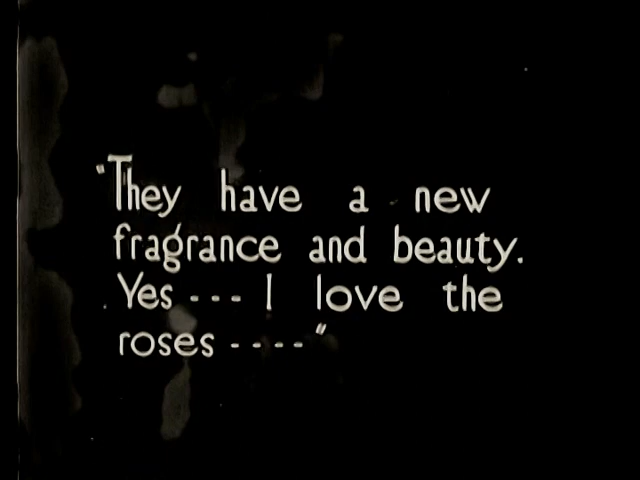 "They have a new
fragrance and beauty.
Yes --- I love the
roses ----"